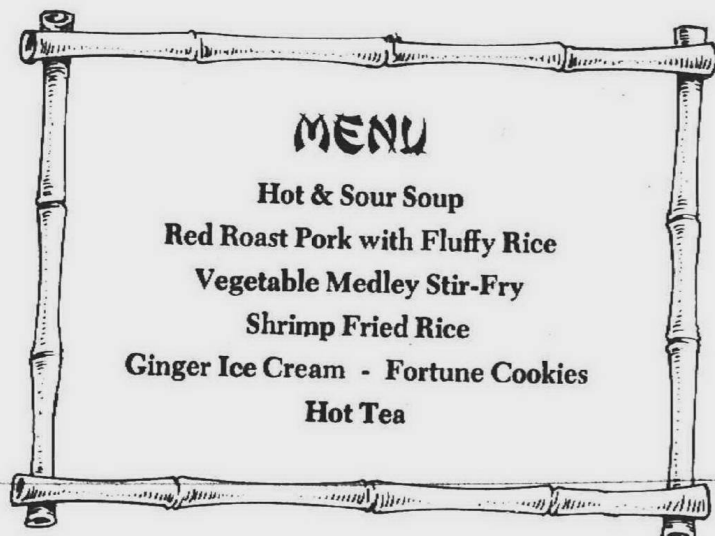 MENU
Hot & Sour Soup
Red Roast Pork with Fluffy Rice
Vegetable Medley Stir-Fry
Shrimp Fried Rice
Ginger Ice Cream - Fortune Cookies
Hot Tea